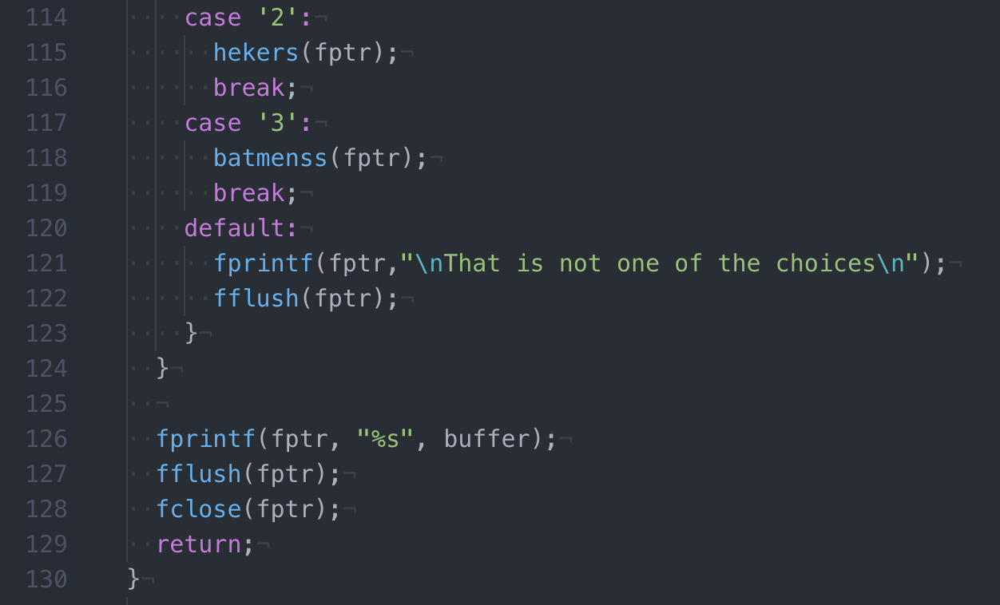 114 case '2':¬
115 hekers(fptr);¬
116 break;¬
117 case '3':¬
118 batmenss(fptr);¬
119 break;¬
120 default:¬
121 fprintf(fptr,"\nThat is not one of the choices\n");¬
122 fflush(fptr);¬
123 }¬
124 }¬
125 ¬
126 fprintf(fptr, "%s", buffer);¬
127 fflush(fptr);¬
128 fclose(fptr);¬
129 return;¬
130 }¬